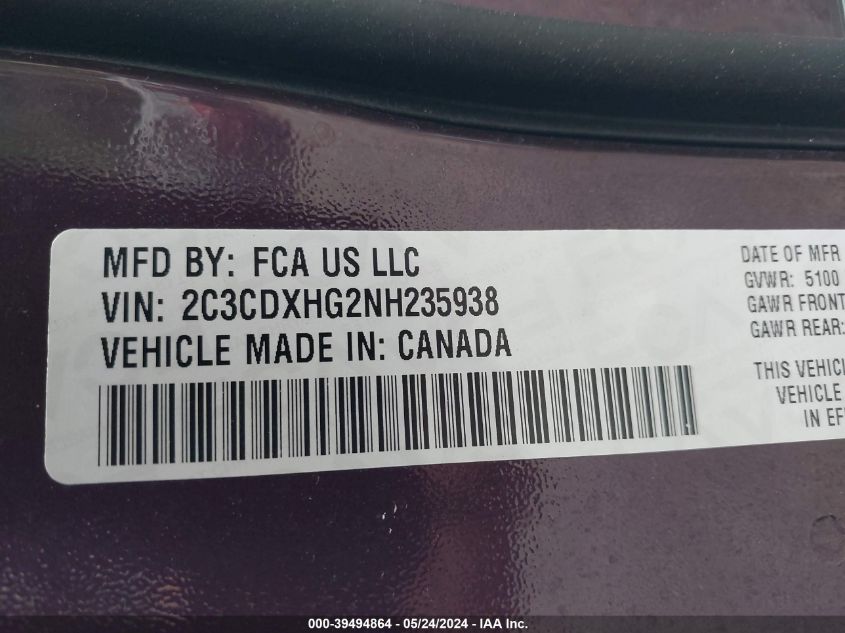 MFD BY: FCA US LLC
VIN: 2C3CDXHG2NH235938
VEHICLE MADE IN: CANADA
DATE OF MFR
GVWR: 5100
GAWR FRONT
GAWR REAR:
THIS VEHICL
VEHICLE
IN EF
000-39494864 / 05/24/2024 - IAA Inc.